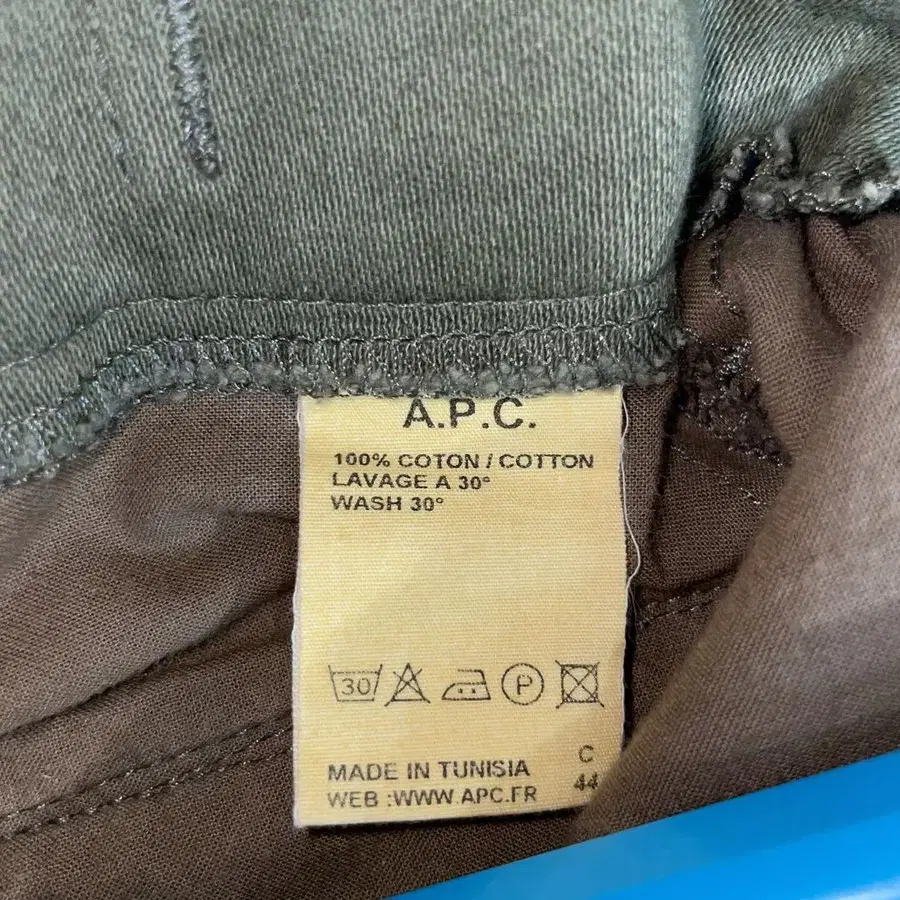 A.P.C.
100% COTON / COTTON
LAVAGE A 30°
WASH 30°
30 P
C
MADE IN TUNISIA 44
WEB :WWW.APC.FR